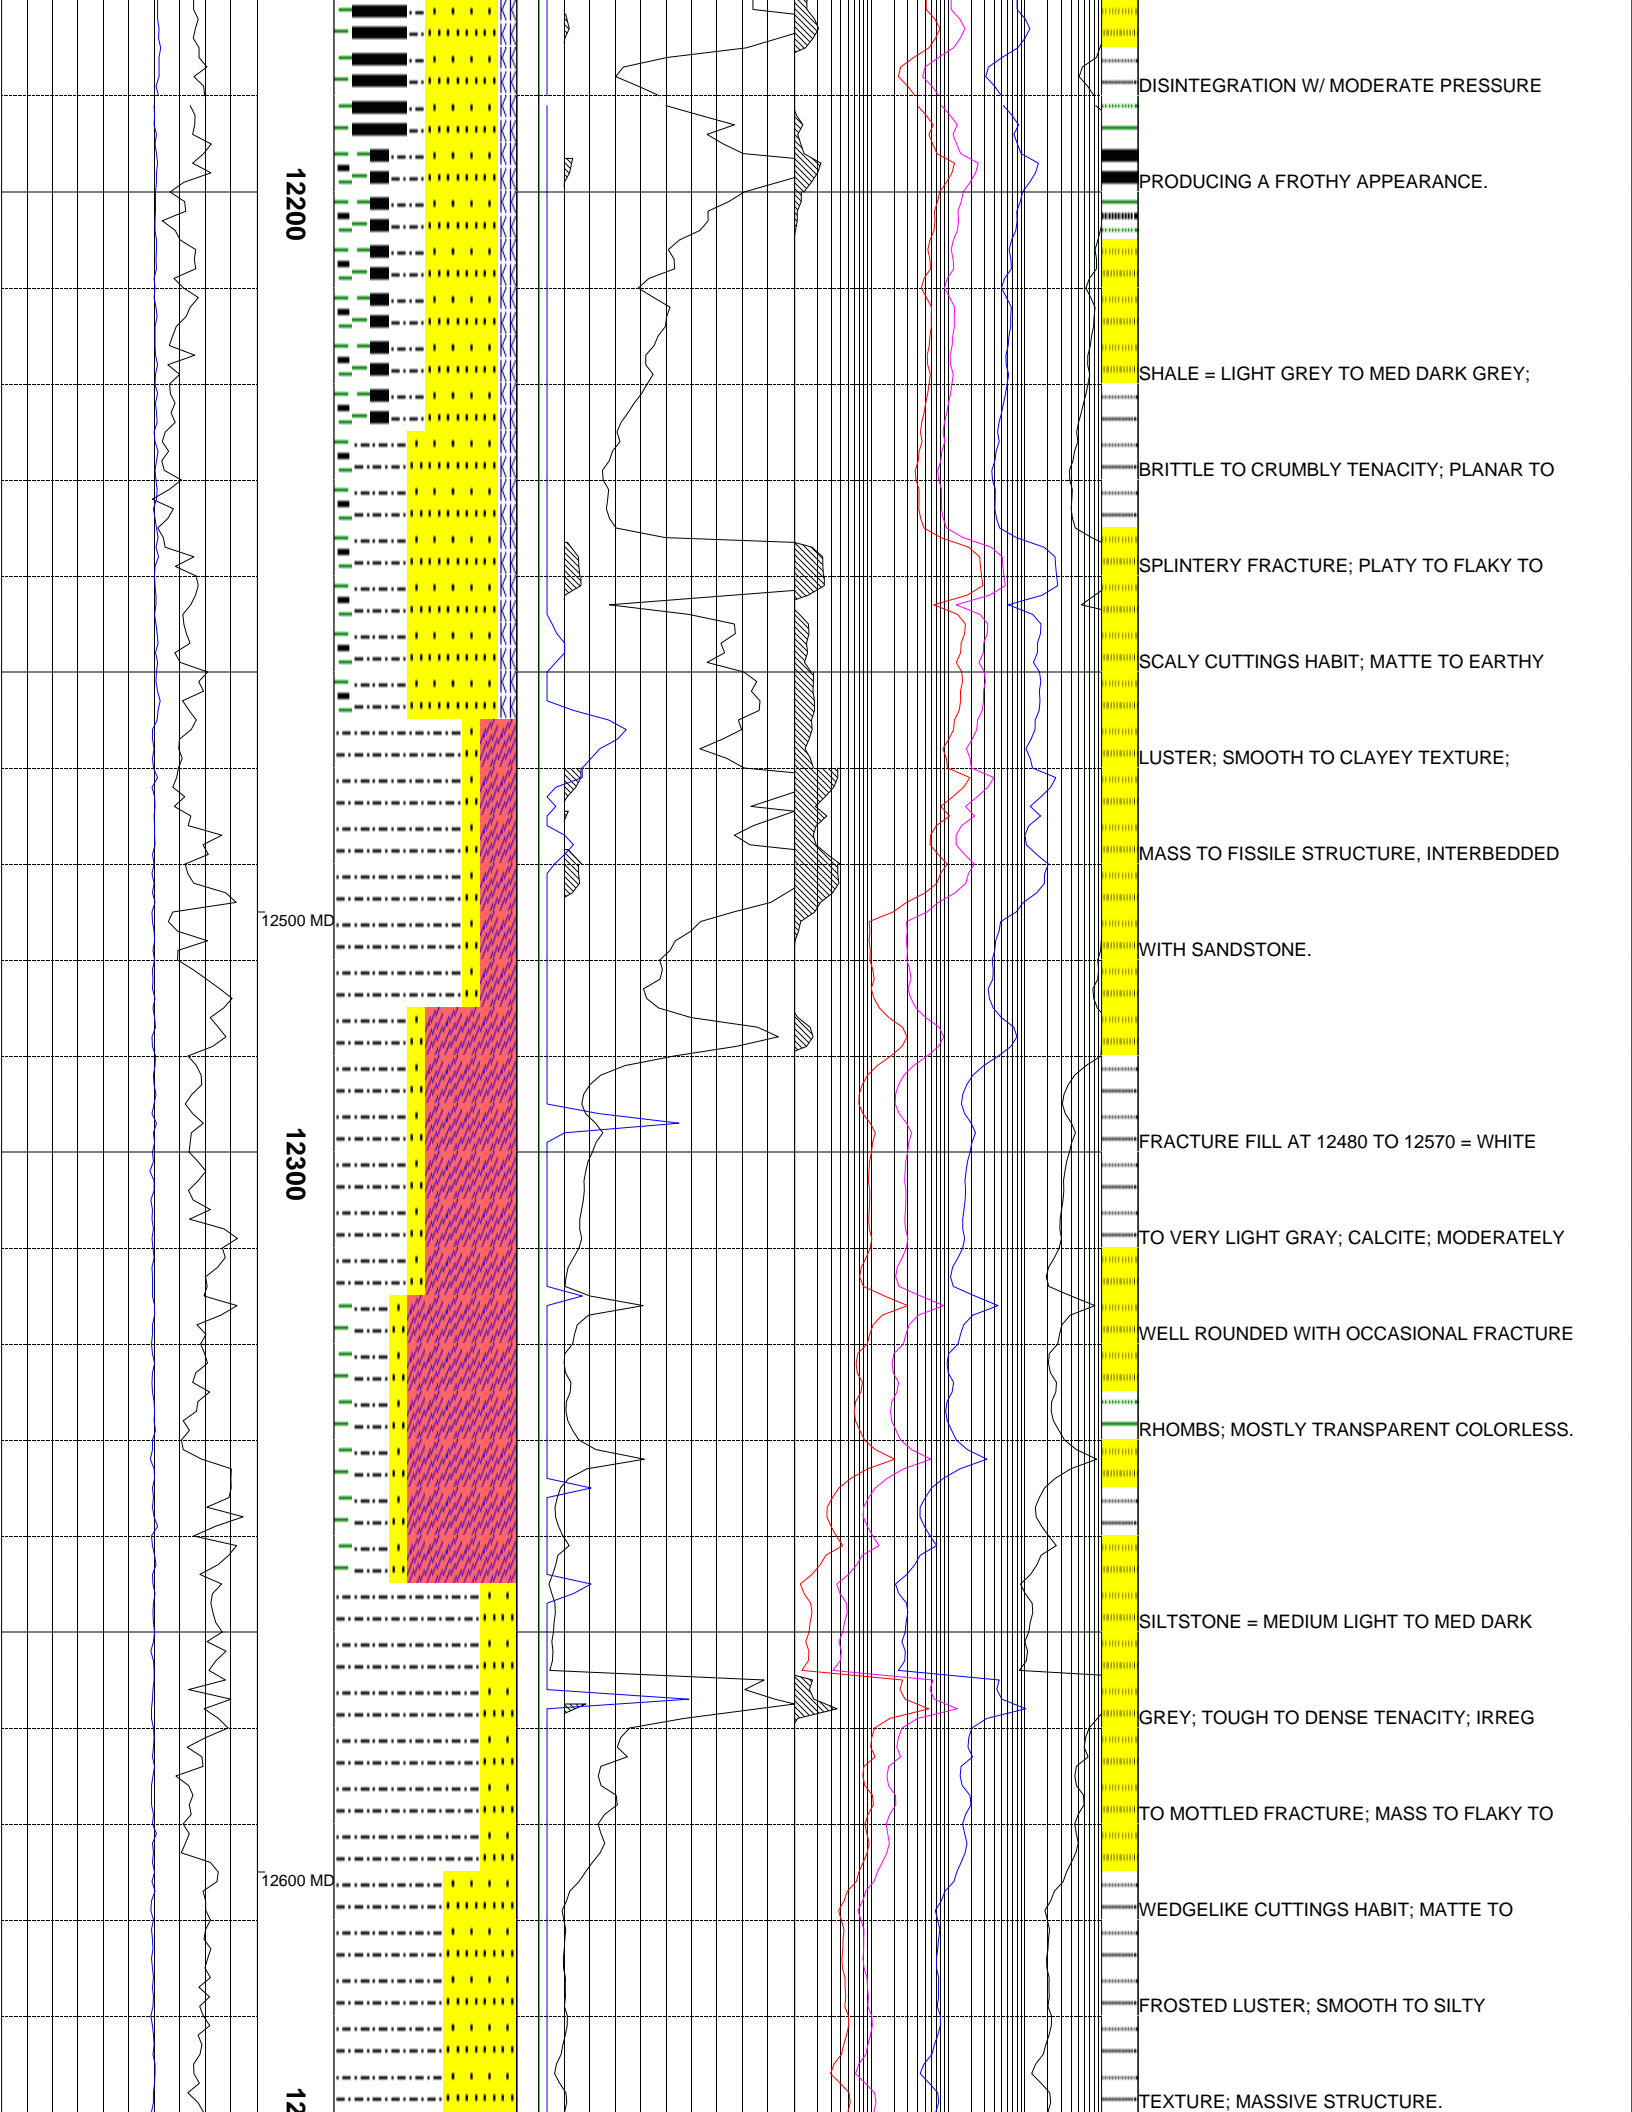 DISINTEGRATION W/ MODERATE PRESSURE
PRODUCING A FROTHY APPEARANCE.
12200
SHALE = LIGHT GREY TO MED DARK GREY;
BRITTLE TO CRUMBLY TENACITY; PLANAR TO
SPLINTERY FRACTURE; PLATY TO FLAKY TO
SCALY CUTTINGS HABIT; MATTE TO EARTHY
LUSTER; SMOOTH TO CLAYEY TEXTURE;
MASS TO FISSILE STRUCTURE, INTERBEDDED
12500 MD
WITH SANDSTONE.
FRACTURE FILL AT 12480 TO 12570 = WHITE
12300
TO VERY LIGHT GRAY; CALCITE; MODERATELY
WELL ROUNDED WITH OCCASIONAL FRACTURE
RHOMBS; MOSTLY TRANSPARENT COLORLESS.
SILTSTONE = MEDIUM LIGHT TO MED DARK
GREY; TOUGH TO DENSE TENACITY; IRREG
TO MOTTLED FRACTURE; MASS TO FLAKY TO
12600 MD
WEDGELIKE CUTTINGS HABIT; MATTE TO
FROSTED LUSTER; SMOOTH TO SILTY
TEXTURE; MASSIVE STRUCTURE.